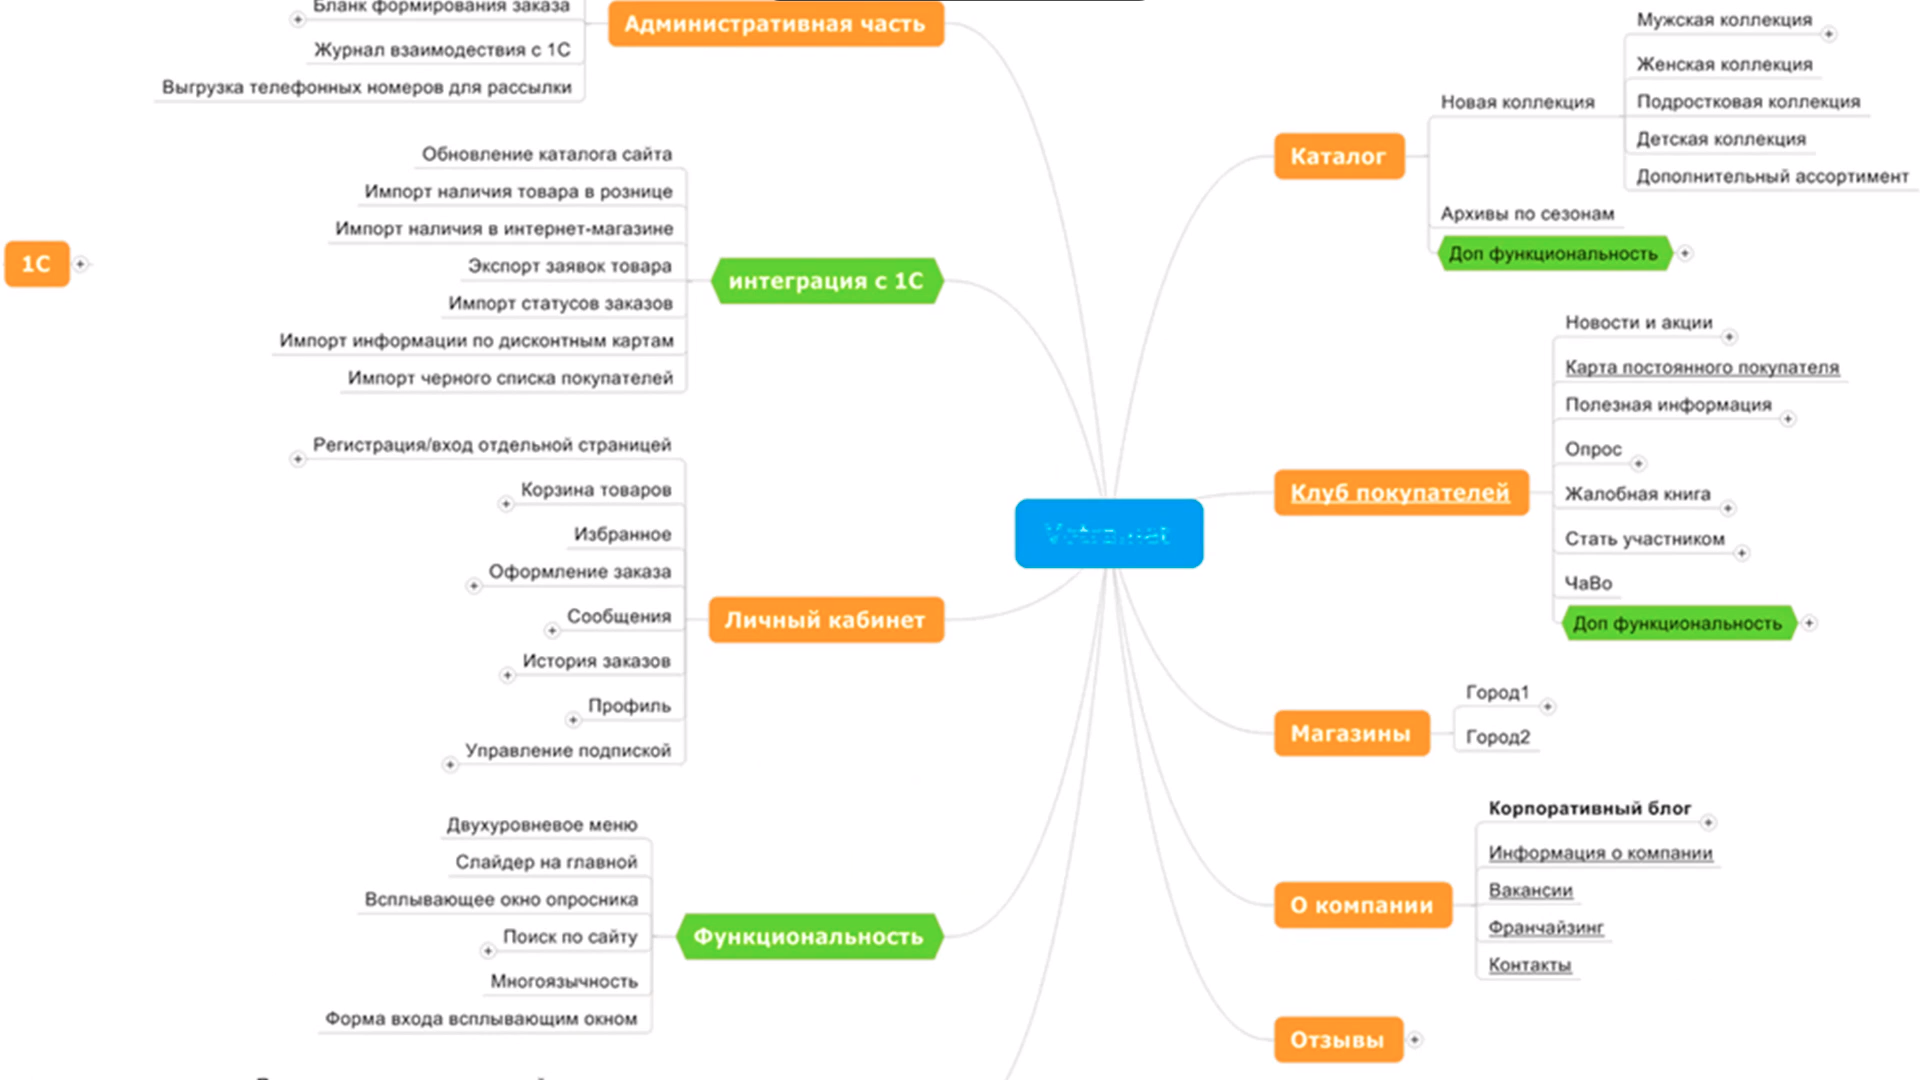 Бланк формирования заказа
Журнал взаимодествия с 1С
Выгрузка телефонных номеров для рассылки
Административная часть
Обновление каталога сайта
Импорт наличия товара в рознице
Импорт наличия в интернет-магазине
Экспорт заявок товара
Импорт статусов заказов
Импорт информации по дисконтным картам
Импорт черного списка покупателей
интеграция с 1С
1С
Регистрация/вход отдельной страницей
Корзина товаров
Избранное
Оформление заказа
Сообщения
История заказов
Профиль
Управление подпиской
Личный кабинет
Двухуровневое меню
Слайдер на главной
Всплывающее окно опросника
Поиск по сайту
Многоязычность
Форма входа всплывающим окном
Функциональность
Каталог
Новая коллекция
Мужская коллекция
Женская коллекция
Подростковая коллекция
Детская коллекция
Дополнительный ассортимент
Архивы по сезонам
Доп функциональность
Клуб покупателей
Новости и акции
Карта постоянного покупателя
Полезная информация
Опрос
Жалобная книга
Стать участником
ЧаВо
Доп функциональность
Магазины
Город1
Город2
О компании
Корпоративный блог
Информация о компании
Вакансии
Франчайзинг
Контакты
Отзывы